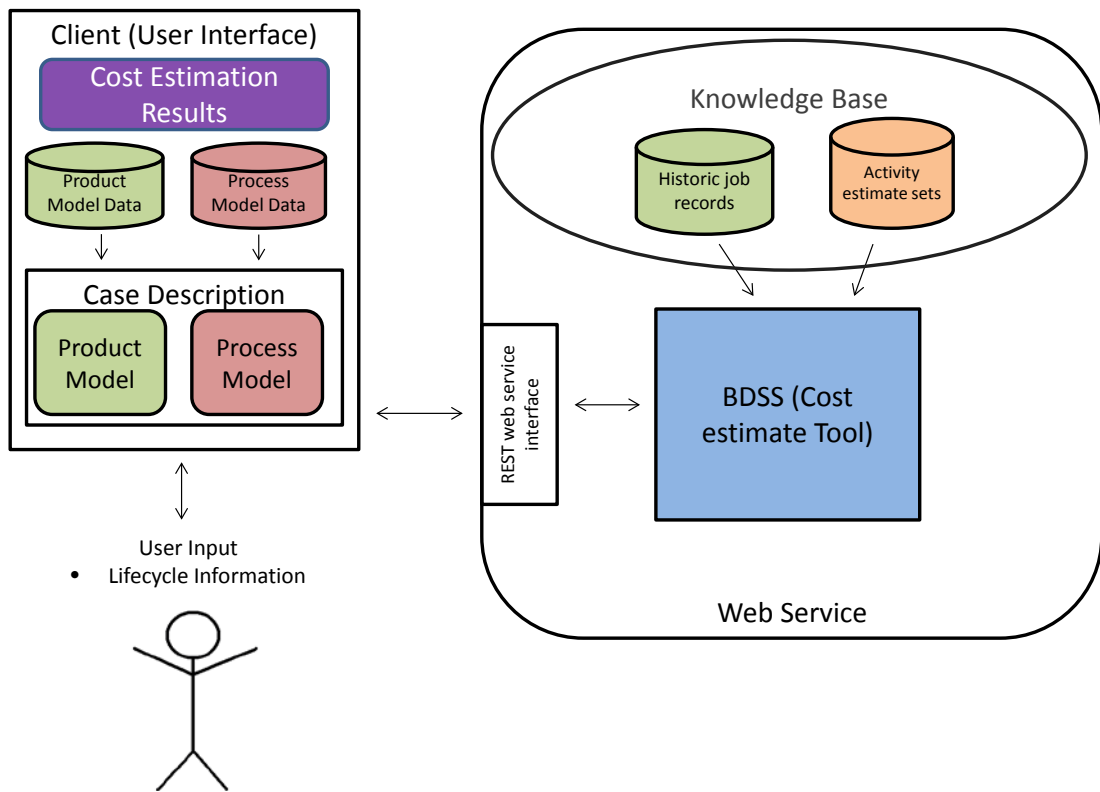 Client (User Interface)
Cost Estimation
Results
Product
Model Data
Process
Model Data
Case Description
Product
Model
Process
Model
User Input
• Lifecycle Information
Knowledge Base
Historic job
records
Activity
estimate sets
REST web service
interface
BDSS (Cost
estimate Tool)
Web Service